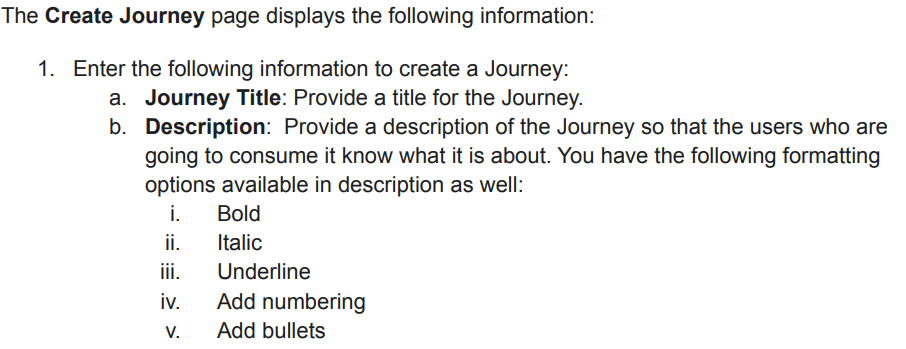 The Create Journey page displays the following information:
1. Enter the following information to create a Journey:
a. Journey Title: Provide a title for the Journey.
b. Description: Provide a description of the Journey so that the users who are
going to consume it know what it is about. You have the following formatting
options available in description as well:
i. Bold
ii. Italic
iii. Underline
iv. Add numbering
v. Add bullets